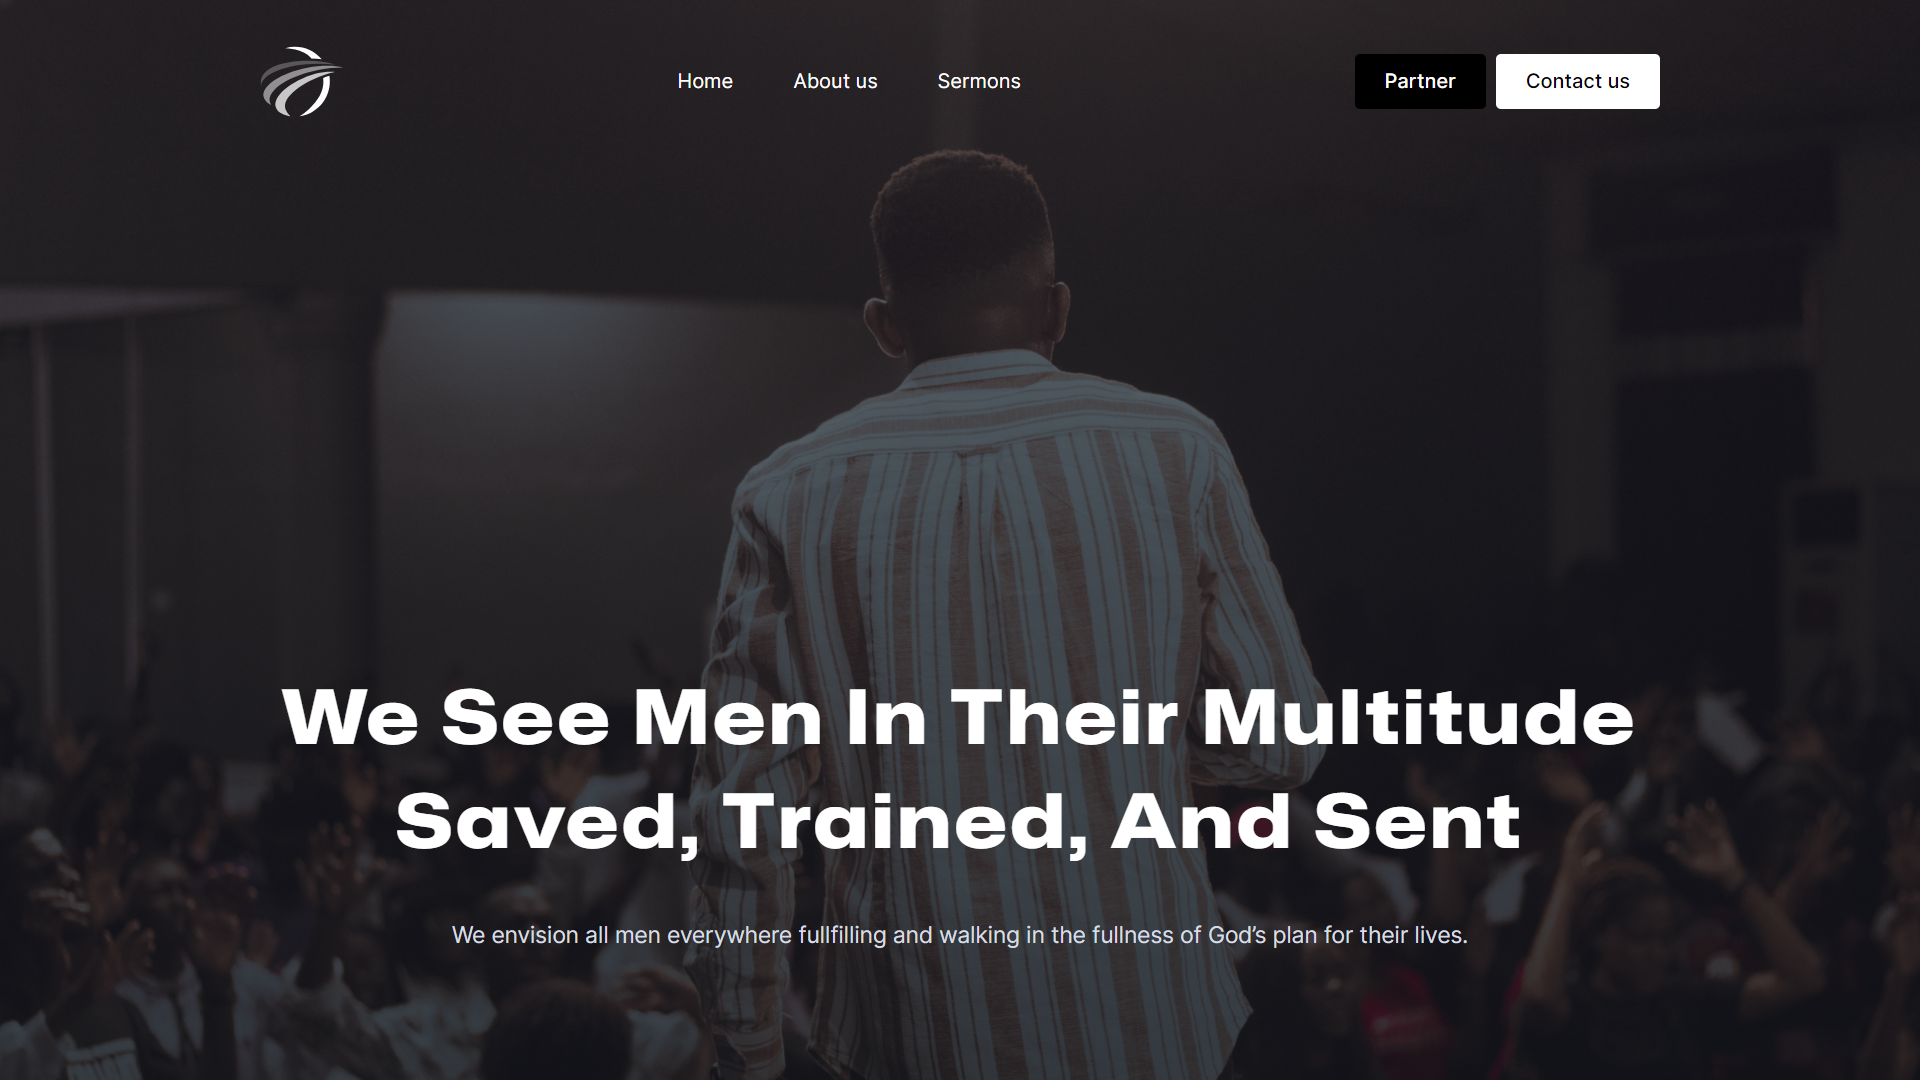 Home
About us
Sermons
Partner
Contact us
We See Men In Their Multitude
Saved, Trained, And Sent
We envision all men everywhere fullfilling and walking in the fullness of God’s plan for their lives.